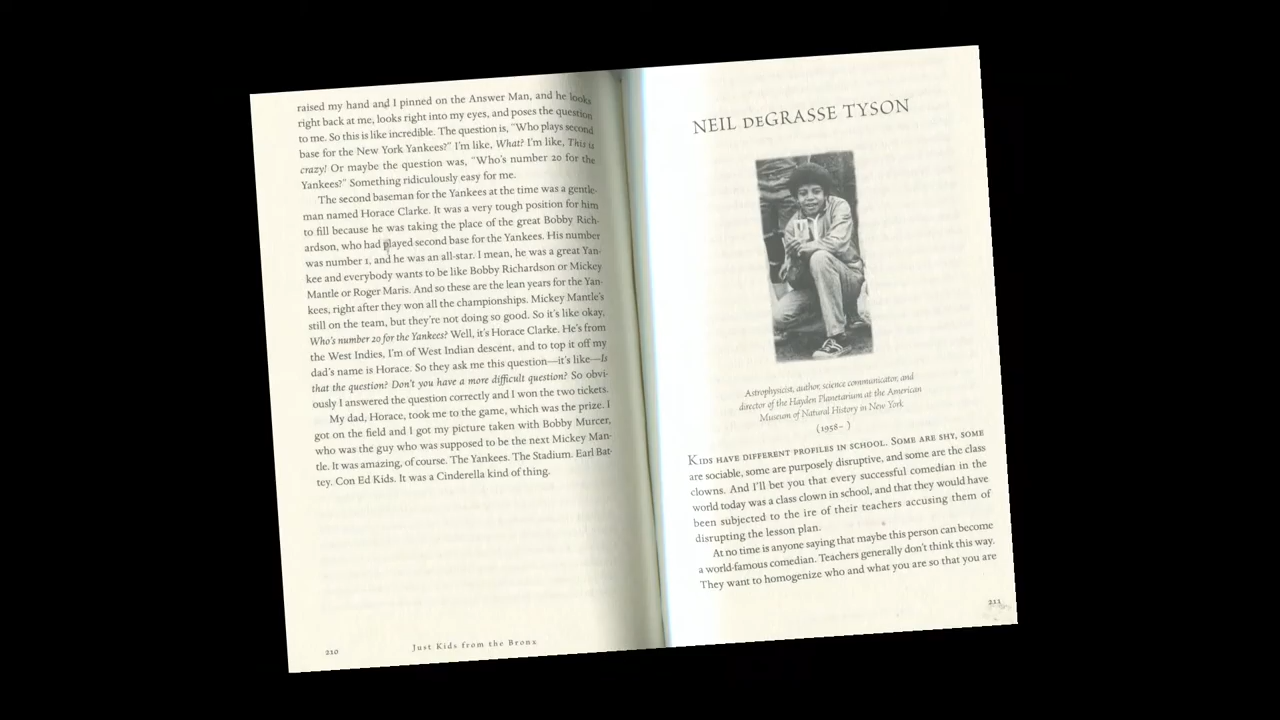 raised my hand and I pinned on the Answer Man, and he looks
right back at me, looks right into my eyes, and poses the question
to me. So this is like incredible. The question is, “Who plays second
base for the New York Yankees?” I'm like, What? I'm like, This is
crazy! Or maybe the question was, “Who's number 20 for the
Yankees?” Something ridiculously easy for me.
The second baseman for the Yankees at the time was a gentle-
man named Horace Clarke. It was a very tough position for him
to fill because he was taking the place of the great Bobby Rich-
ardson, who had played second base for the Yankees. His number
was number 1, and he was an all-star. I mean, he was a great Yan-
kee and everybody wants to be like Bobby Richardson or Mickey
Mantle or Roger Maris. And so these are the lean years for the Yan-
kees, right after they won all the championships. Mickey Mantle's
still on the team, but they're not doing so good. So it's like okay,
Who's number 20 for the Yankees? Well, it's Horace Clarke. He's from
the West Indies, I'm of West Indian descent, and to top it off my
dad's name is Horace. So they ask me this question—it's like—Is
that the question? Don't you have a more difficult question? So obvi-
ously I answered the question correctly and I won the two tickets.
My dad, Horace, took me to the game, which was the prize. I
got on the field and I got my picture taken with Bobby Murcer,
who was the guy who was supposed to be the next Mickey Man-
tle. It was amazing, of course. The Yankees. The Stadium. Earl Bat-
tey. Con Ed Kids. It was a Cinderella kind of thing.
210
Just Kids from the Bronx
NEIL DEGRASSE TYSON
Astrophysicist, author, science communicator, and
director of the Hayden Planetarium at the American
Museum of Natural History in New York
(1958– )
KIDS HAVE DIFFERENT PROFILES IN SCHOOL. SOME ARE SHY, SOME
are sociable, some are purposely disruptive, and some are the class
clowns. And I'll bet you that every successful comedian in the
world today was a class clown in school, and that they would have
been subjected to the ire of their teachers accusing them of
disrupting the lesson plan.
At no time is anyone saying that maybe this person can become
a world-famous comedian. Teachers generally don't think this way.
They want to homogenize who and what you are so that you are
211